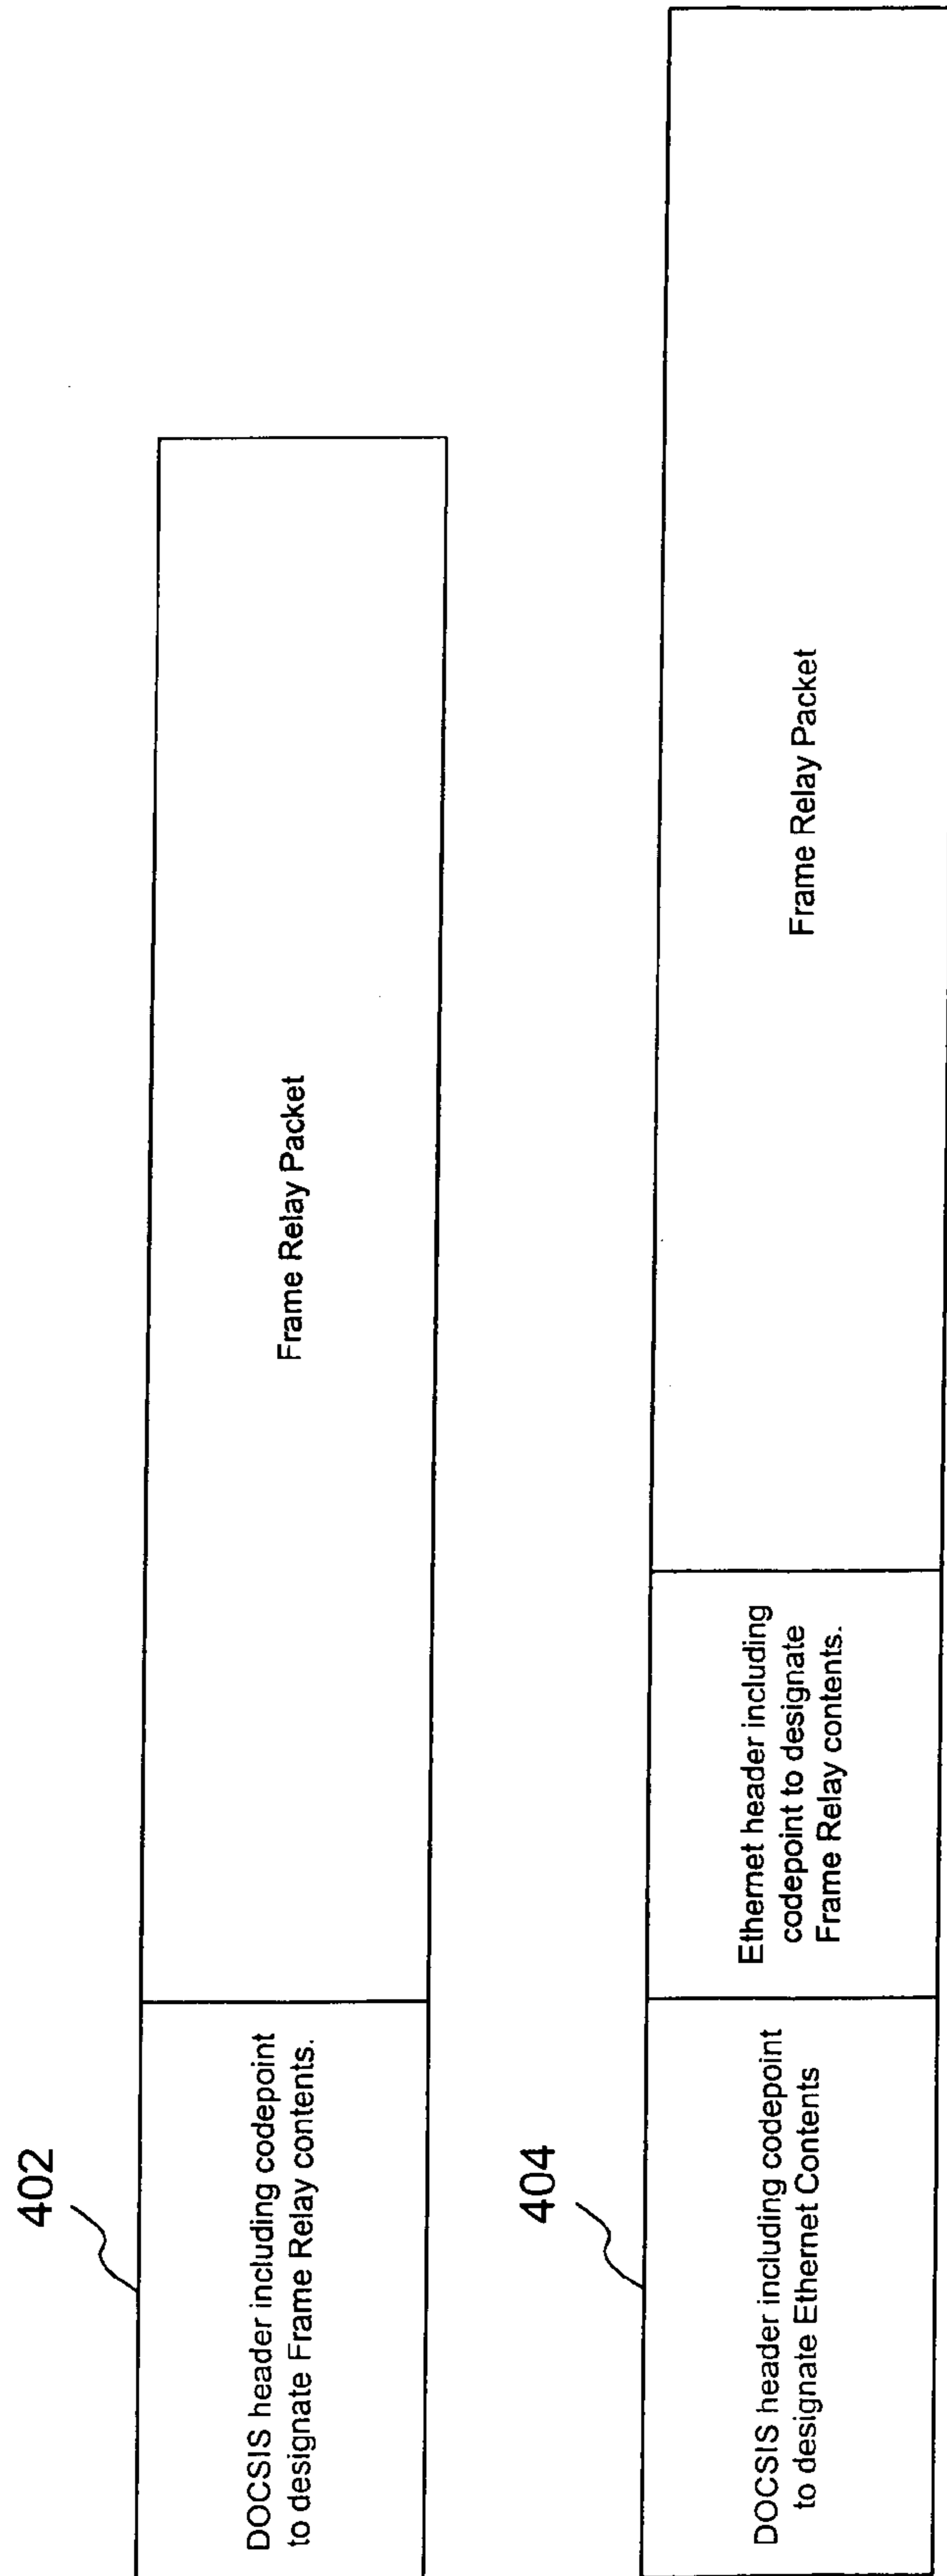 402
DOCSIS header including codepoint
to designate Frame Relay contents.
Frame Relay Packet
404
DOCSIS header including codepoint
to designate Ethernet Contents
Ethernet header including
codepoint to designate
Frame Relay contents.
Frame Relay Packet